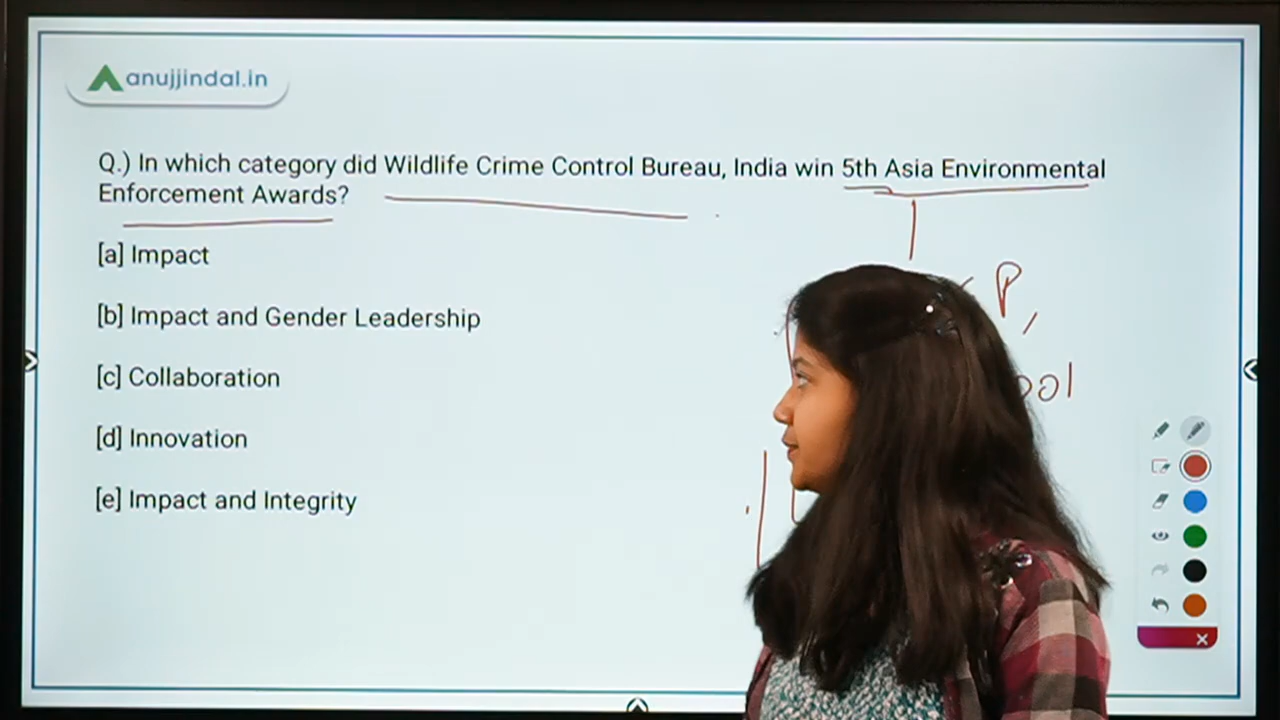 anujjindal.in
Q.) In which category did Wildlife Crime Control Bureau, India win 5th Asia Environmental
Enforcement Awards?
[a] Impact
[b] Impact and Gender Leadership
[c] Collaboration
[d] Innovation
[e] Impact and Integrity